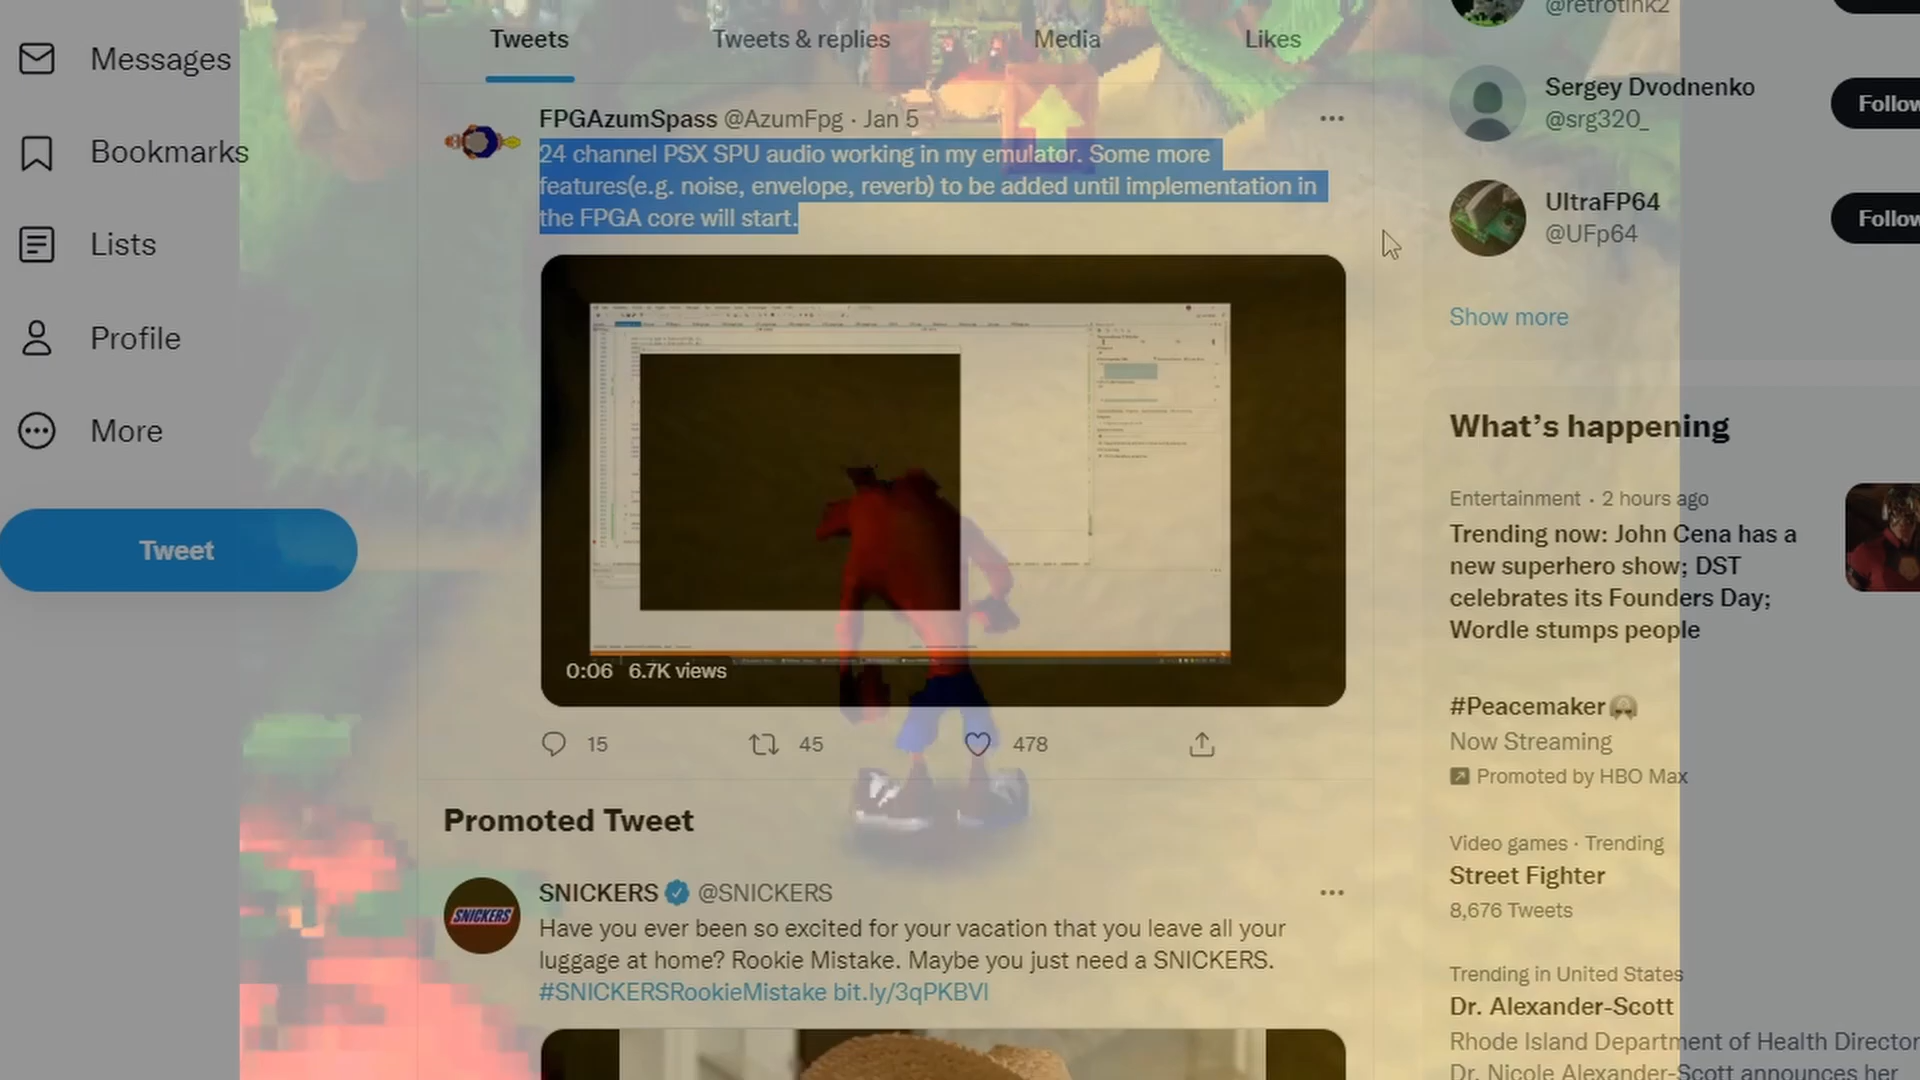 Messages
Bookmarks
Lists
Profile
More
Tweet
Tweets
Tweets & replies
Media
Likes
FPGAzumSpass @AzumFpg · Jan 5
24 channel PSX SPU audio working in my emulator. Some more
features(e.g. noise, envelope, reverb) to be added until implementation in
the FPGA core will start.
0:06 6.7K views
15
45
478
Promoted Tweet
SNICKERS @SNICKERS
SNICKERS
Have you ever been so excited for your vacation that you leave all your
luggage at home? Rookie Mistake. Maybe you just need a SNICKERS.
#SNICKERSRookieMistake bit.ly/3qPKBVl
@retrotink2
Sergey Dvodnenko
@srg320_
Follow
UltraFP64
@UFp64
Follow
Show more
What's happening
Entertainment · 2 hours ago
Trending now: John Cena has a
new superhero show; DST
celebrates its Founders Day;
Wordle stumps people
#Peacemaker
Now Streaming
Promoted by HBO Max
Video games · Trending
Street Fighter
8,676 Tweets
Trending in United States
Dr. Alexander-Scott
Rhode Island Department of Health Director
Dr. Nicole Alexander-Scott announces her